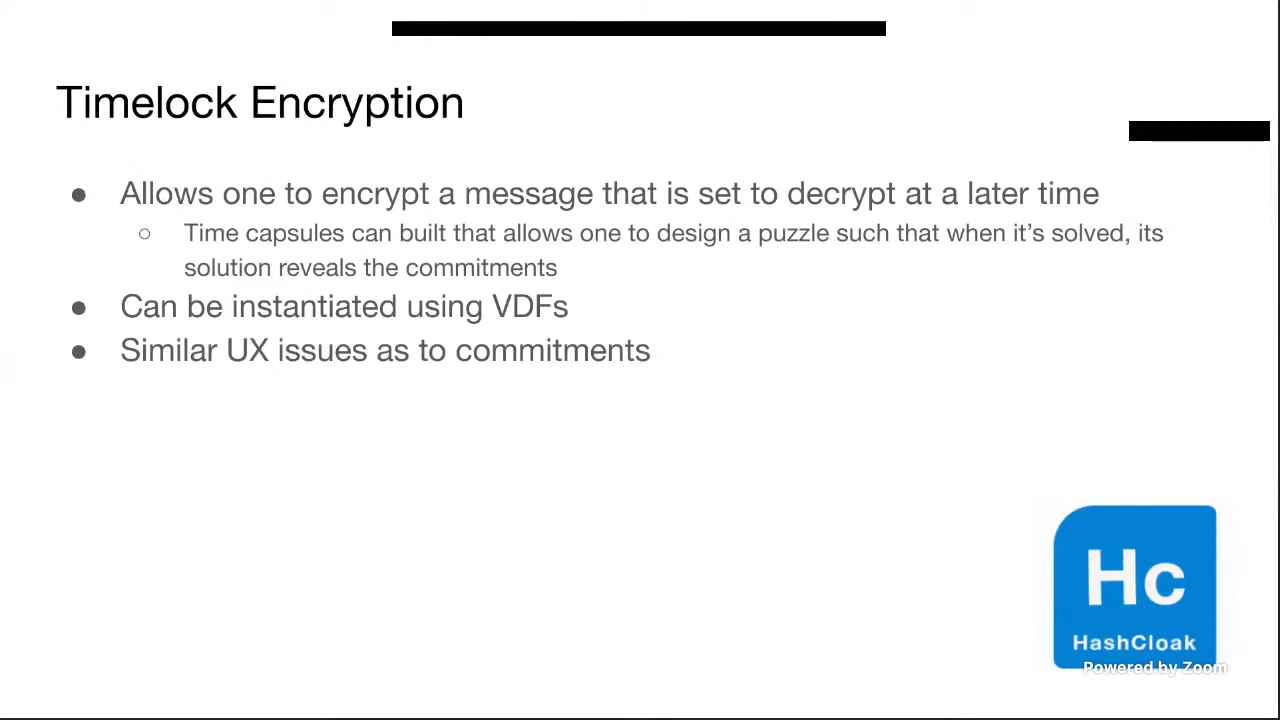 Timelock Encryption
● Allows one to encrypt a message that is set to decrypt at a later time
○ Time capsules can built that allows one to design a puzzle such that when it’s solved, its
solution reveals the commitments
● Can be instantiated using VDFs
● Similar UX issues as to commitments
Hc
HashCloak
Powered by Zoom